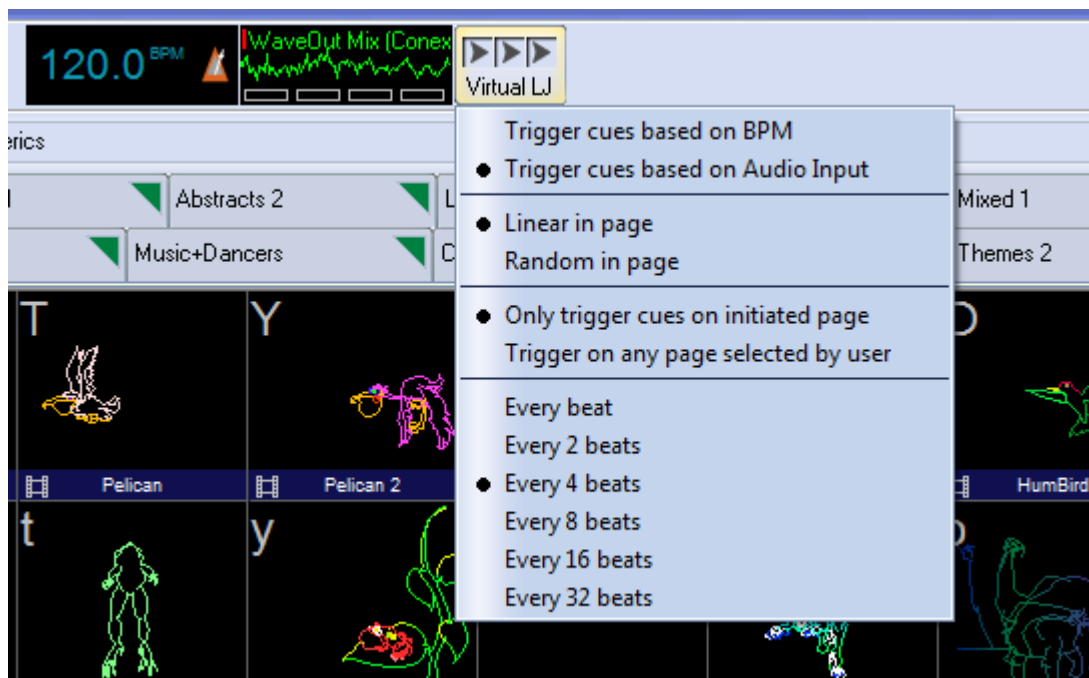 120.0 BPM
WaveOut Mix (Conex
Virtual LJ
Trigger cues based on BPM
Trigger cues based on Audio Input
Linear in page
Random in page
Only trigger cues on initiated page
Trigger on any page selected by user
Every beat
Every 2 beats
Every 4 beats
Every 8 beats
Every 16 beats
Every 32 beats
erics
Abstracts 2
L
Mixed 1
Music+Dancers
C
Themes 2
T
Y
Pelican
Pelican 2
HumBird
t
y